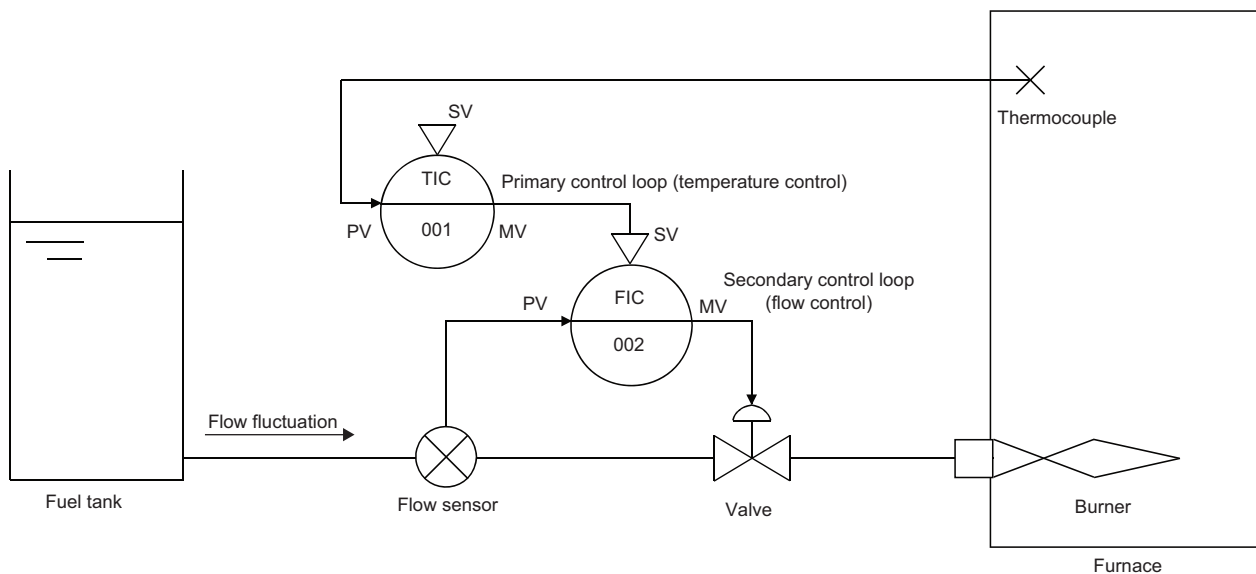 Thermocouple
SV
TIC
Primary control loop (temperature control)
PV
001
MV
SV
Secondary control loop
(flow control)
PV
FIC
MV
002
Flow fluctuation
Fuel tank
Flow sensor
Valve
Burner
Furnace